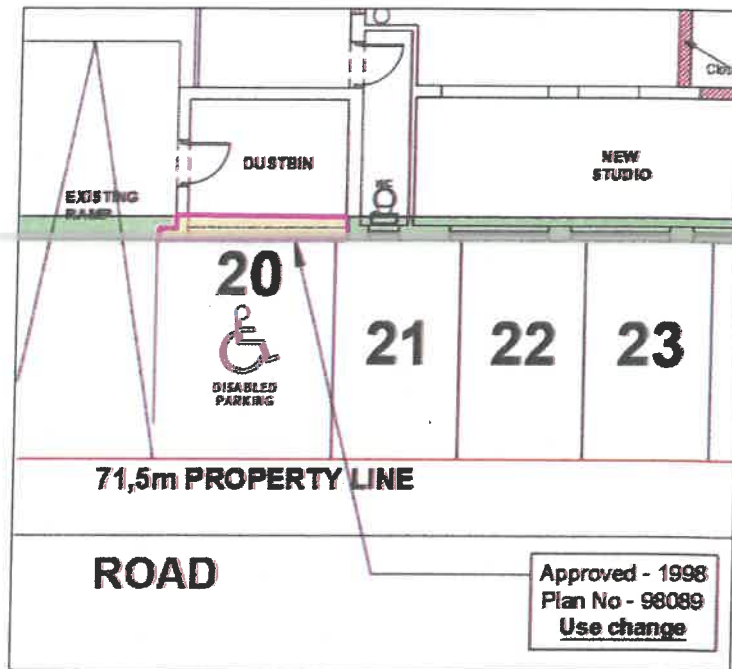 Clos
DUSTBIN
NEW
STUDIO
EXISTING
RAMP
20
21
22
23
DISABLED
PARKING
71,5m PROPERTY LINE
ROAD
Approved - 1998
Plan No - 98089
Use change